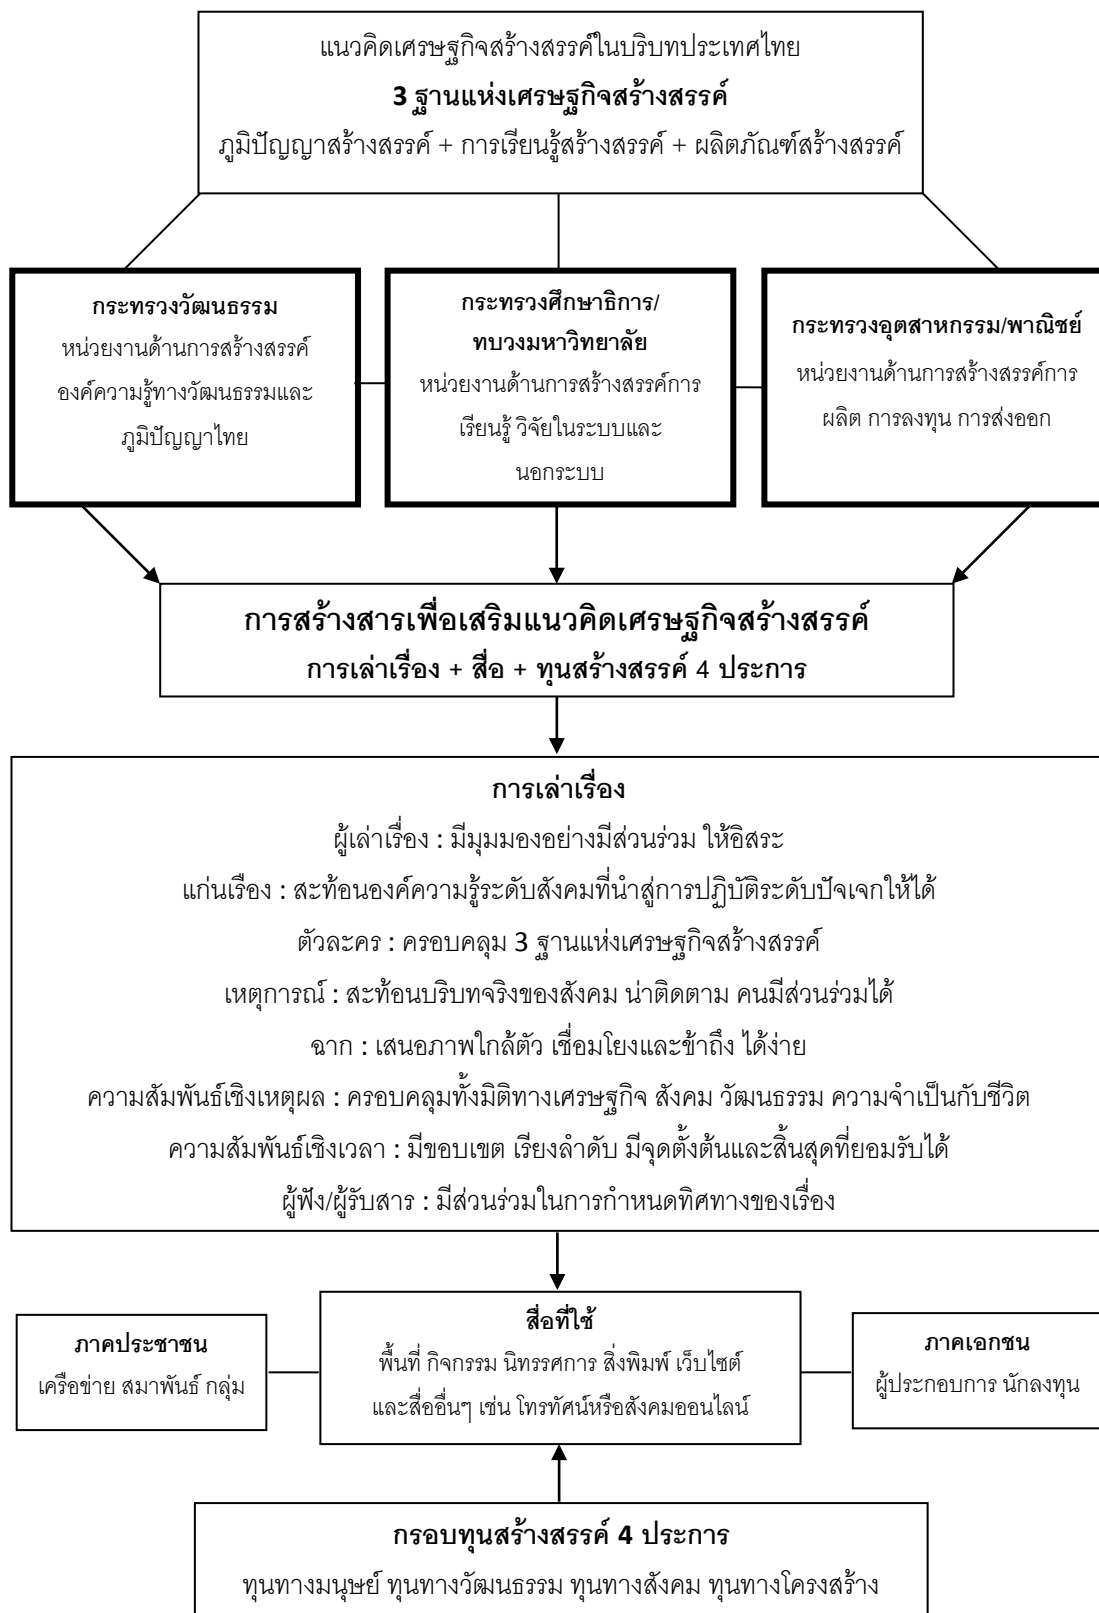 แนวคิดเศรษฐกิจสร้างสรรค์ในบริบทประเทศไทย
3 ฐานแห่งเศรษฐกิจสร้างสรรค์
ภูมิปัญญาสร้างสรรค์ + การเรียนรู้สร้างสรรค์ + ผลิตภัณฑ์สร้างสรรค์
กระทรวงวัฒนธรรม
หน่วยงานด้านการสร้างสรรค์
องค์ความรู้ทางวัฒนธรรมและ
ภูมิปัญญาไทย
กระทรวงศึกษาธิการ/
ทบวงมหาวิทยาลัย
หน่วยงานด้านการสร้างสรรค์การ
เรียนรู้ วิจัยในระบบและ
นอกระบบ
กระทรวงอุตสาหกรรม/พาณิชย์
หน่วยงานด้านการสร้างสรรค์การ
ผลิต การลงทุน การส่งออก
การสร้างสารเพื่อเสริมแนวคิดเศรษฐกิจสร้างสรรค์
การเล่าเรื่อง + สื่อ + ทุนสร้างสรรค์ 4 ประการ
การเล่าเรื่อง
ผู้เล่าเรื่อง : มีมุมมองอย่างมีส่วนร่วม ให้อิสระ
แก่นเรื่อง : สะท้อนองค์ความรู้ระดับสังคมที่นำสู่การปฏิบัติระดับปัจเจกให้ได้
ตัวละคร : ครอบคลุม 3 ฐานแห่งเศรษฐกิจสร้างสรรค์
เหตุการณ์ : สะท้อนบริบทจริงของสังคม น่าติดตาม คนมีส่วนร่วมได้
ฉาก : เสนอภาพใกล้ตัว เชื่อมโยงและข้าถึง ได้ง่าย
ความสัมพันธ์เชิงเหตุผล : ครอบคลุมทั้งมิติทางเศรษฐกิจ สังคม วัฒนธรรม ความจำเป็นกับชีวิต
ความสัมพันธ์เชิงเวลา : มีขอบเขต เรียงลำดับ มีจุดตั้งต้นและสิ้นสุดที่ยอมรับได้
ผู้ฟัง/ผู้รับสาร : มีส่วนร่วมในการกำหนดทิศทางของเรื่อง
ภาคประชาชน
เครือข่าย สมาพันธ์ กลุ่ม
สื่อที่ใช้
พื้นที่ กิจกรรม นิทรรศการ สิ่งพิมพ์ เว็บไซต์
และสื่ออื่นๆ เช่น โทรทัศน์หรือสังคมออนไลน์
ภาคเอกชน
ผู้ประกอบการ นักลงทุน
กรอบทุนสร้างสรรค์ 4 ประการ
ทุนทางมนุษย์ ทุนทางวัฒนธรรม ทุนทางสังคม ทุนทางโครงสร้าง